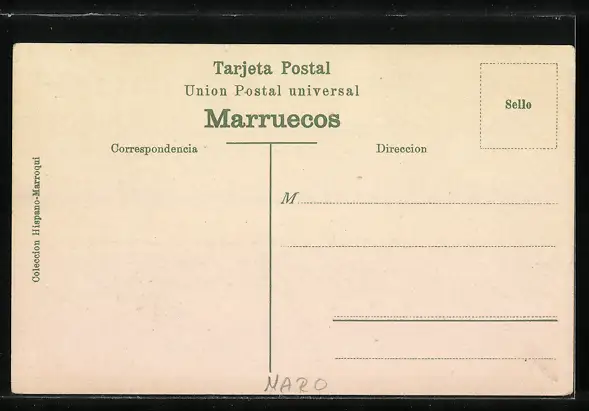 Tarjeta Postal
Union Postal universal
Marruecos
Sello
Correspondencia
Direccion
M
Coleccion Hispano-Marroqui
MARO